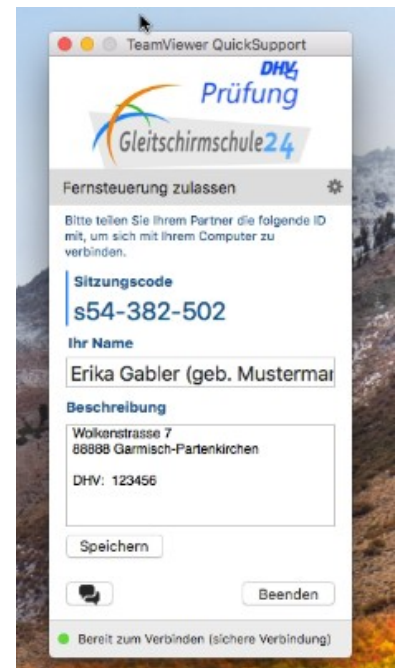 TeamViewer QuickSupport
DHV
Prüfung
Gleitschirmschule24
Fernsteuerung zulassen
Bitte teilen Sie Ihrem Partner die folgende ID
mit, um sich mit Ihrem Computer zu
verbinden.
Sitzungscode
s54-382-502
Ihr Name
Erika Gabler (geb. Mustermar
Beschreibung
Wolkenstrasse 7
88888 Garmisch-Partenkirchen
DHV: 123456
Speichern
Beenden
Bereit zum Verbinden (sichere Verbindung)